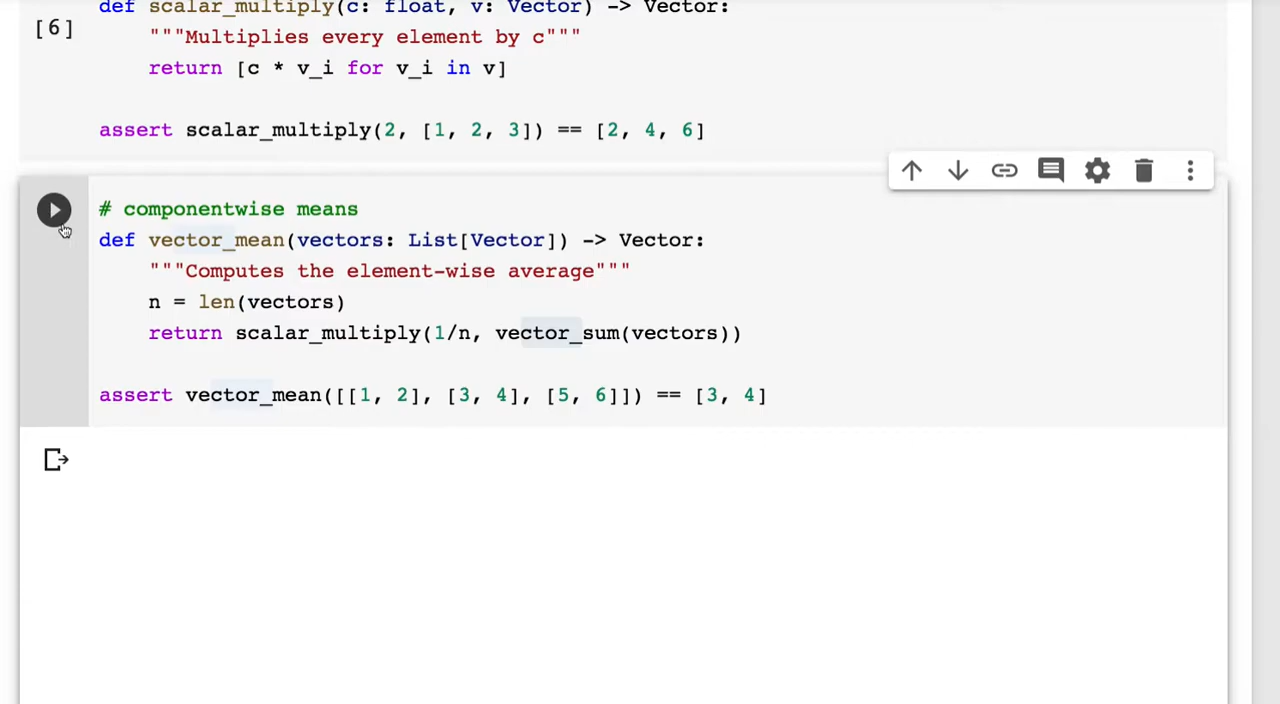 def scalar_multiply(c: float, v: Vector) -> Vector:
[6]
    """Multiplies every element by c"""
    return [c * v_i for v_i in v]
assert scalar_multiply(2, [1, 2, 3]) == [2, 4, 6]
# componentwise means
def vector_mean(vectors: List[Vector]) -> Vector:
    """Computes the element-wise average"""
    n = len(vectors)
    return scalar_multiply(1/n, vector_sum(vectors))
assert vector_mean([[1, 2], [3, 4], [5, 6]]) == [3, 4]